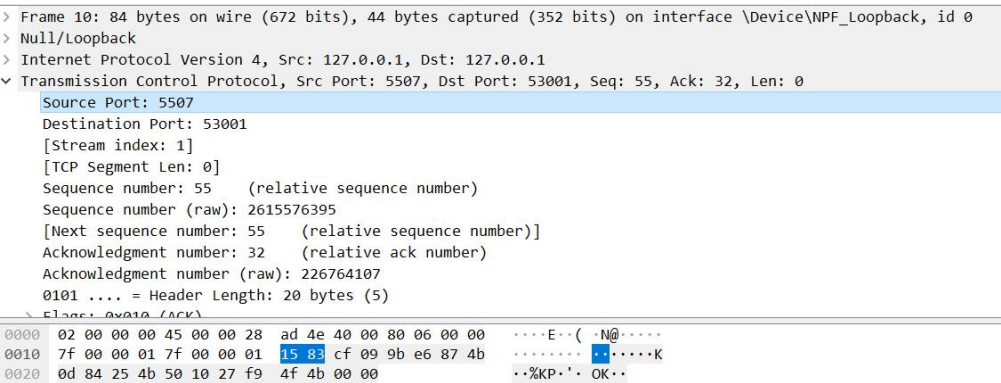 > Frame 10: 84 bytes on wire (672 bits), 44 bytes captured (352 bits) on interface \Device\NPF_Loopback, id 0
> Null/Loopback
> Internet Protocol Version 4, Src: 127.0.0.1, Dst: 127.0.0.1
Transmission Control Protocol, Src Port: 5507, Dst Port: 53001, Seq: 55, Ack: 32, Len: 0
Source Port: 5507
Destination Port: 53001
[Stream index: 1]
[TCP Segment Len: 0]
Sequence number: 55    (relative sequence number)
Sequence number (raw): 2615576395
[Next sequence number: 55    (relative sequence number)]
Acknowledgment number: 32    (relative ack number)
Acknowledgment number (raw): 226764107
0101 .... = Header Length: 20 bytes (5)
> Flags: 0x010 (ACK)
0000  02 00 00 00 45 00 00 28  ad 4e 40 00 80 06 00 00   ····E··( ·N@·····
0010  7f 00 00 01 7f 00 00 01  15 83 cf 09 9b e6 87 4b   ········ ·······K
0020  0d 84 25 4b 50 10 27 f9  4f 4b 00 00               ··%KP·'· OK··